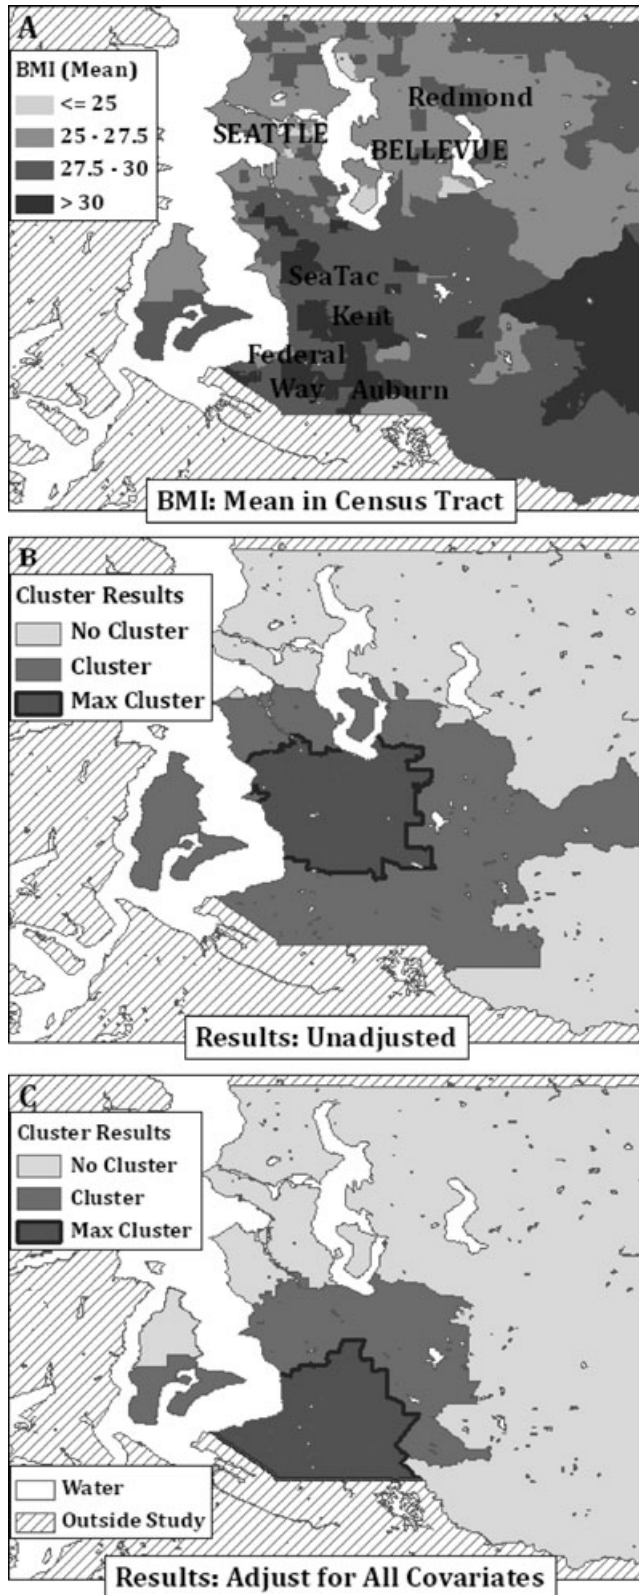 A
BMI (Mean)
<= 25
25 - 27.5
27.5 - 30
> 30
Redmond
SEATTLE
BELLEVUE
SeaTac
Kent
Federal
Way
Auburn
BMI: Mean in Census Tract
B
Cluster Results
No Cluster
Cluster
Max Cluster
Results: Unadjusted
C
Cluster Results
No Cluster
Cluster
Max Cluster
Water
Outside Study
Results: Adjust for All Covariates